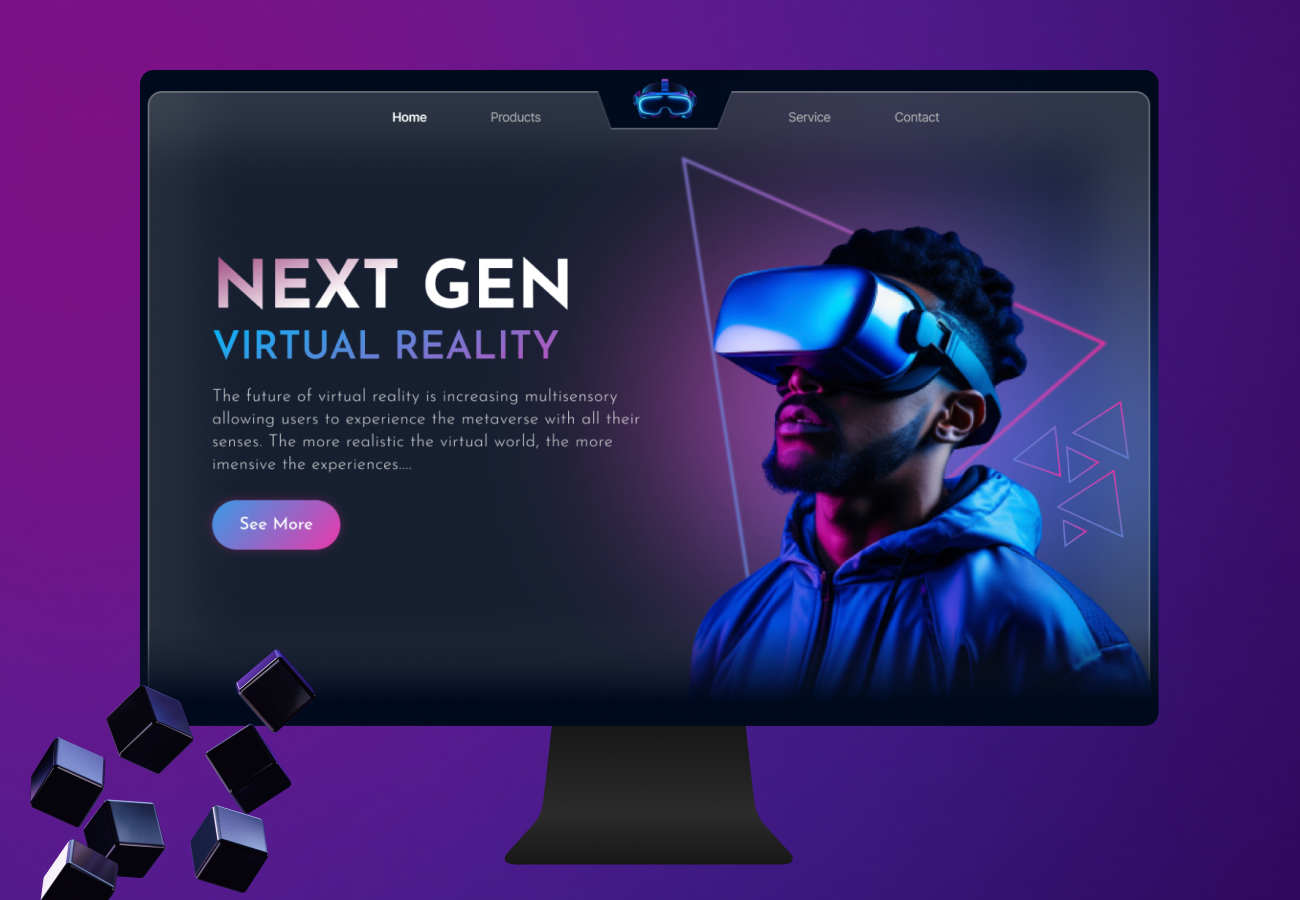 Home Products Service Contact
NEXT GEN
VIRTUAL REALITY
The future of virtual reality is increasing multisensory
allowing users to experience the metaverse with all their
senses. The more realistic the virtual world, the more
imensive the experiences....
See More